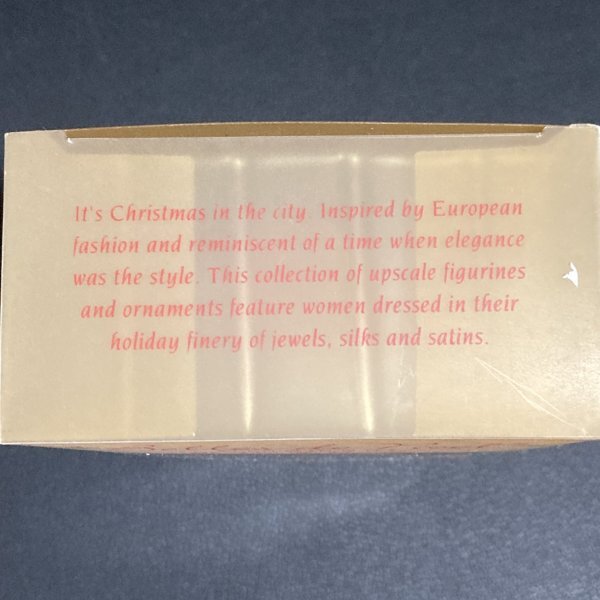 It's Christmas in the city. Inspired by European
fashion and reminiscent of a time when elegance
was the style. This collection of upscale figurines
and ornaments feature women dressed in their
holiday finery of jewels, silks and satins.